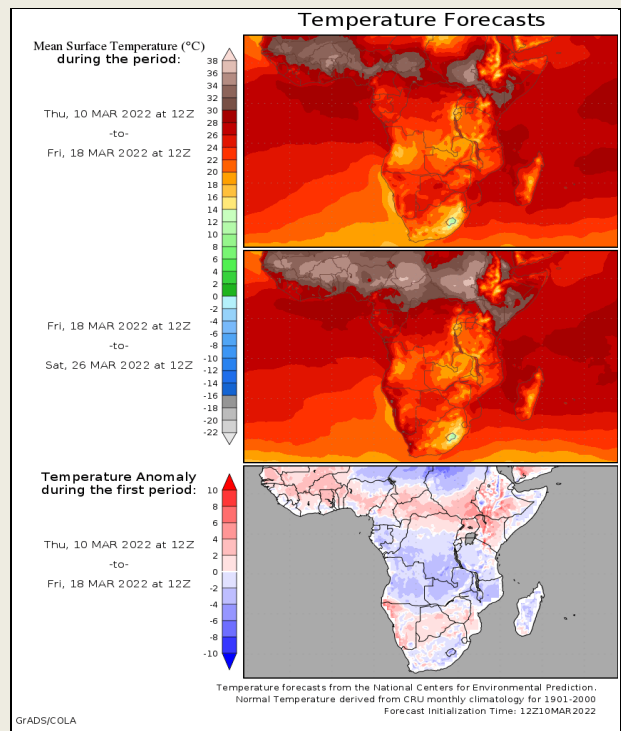 Temperature Forecasts
Mean Surface Temperature (°C)
during the period:
Thu, 10 MAR 2022 at 12Z
-to-
Fri, 18 MAR 2022 at 12Z
38
36
34
32
30
28
26
24
22
20
18
16
14
12
10
8
6
4
2
0
-2
-4
-6
-8
-10
-12
-14
-16
-18
-20
-22
Fri, 18 MAR 2022 at 12Z
-to-
Sat, 26 MAR 2022 at 12Z
Temperature Anomaly
during the first period:
Thu, 10 MAR 2022 at 12Z
-to-
Fri, 18 MAR 2022 at 12Z
10
8
6
4
2
0
-2
-4
-6
-8
-10
Temperature forecasts from the National Centers for Environmental Prediction.
Normal Temperature derived from CRU monthly climatology for 1901-2000
Forecast Initialization Time: 12Z10MAR2022
GrADS/COLA